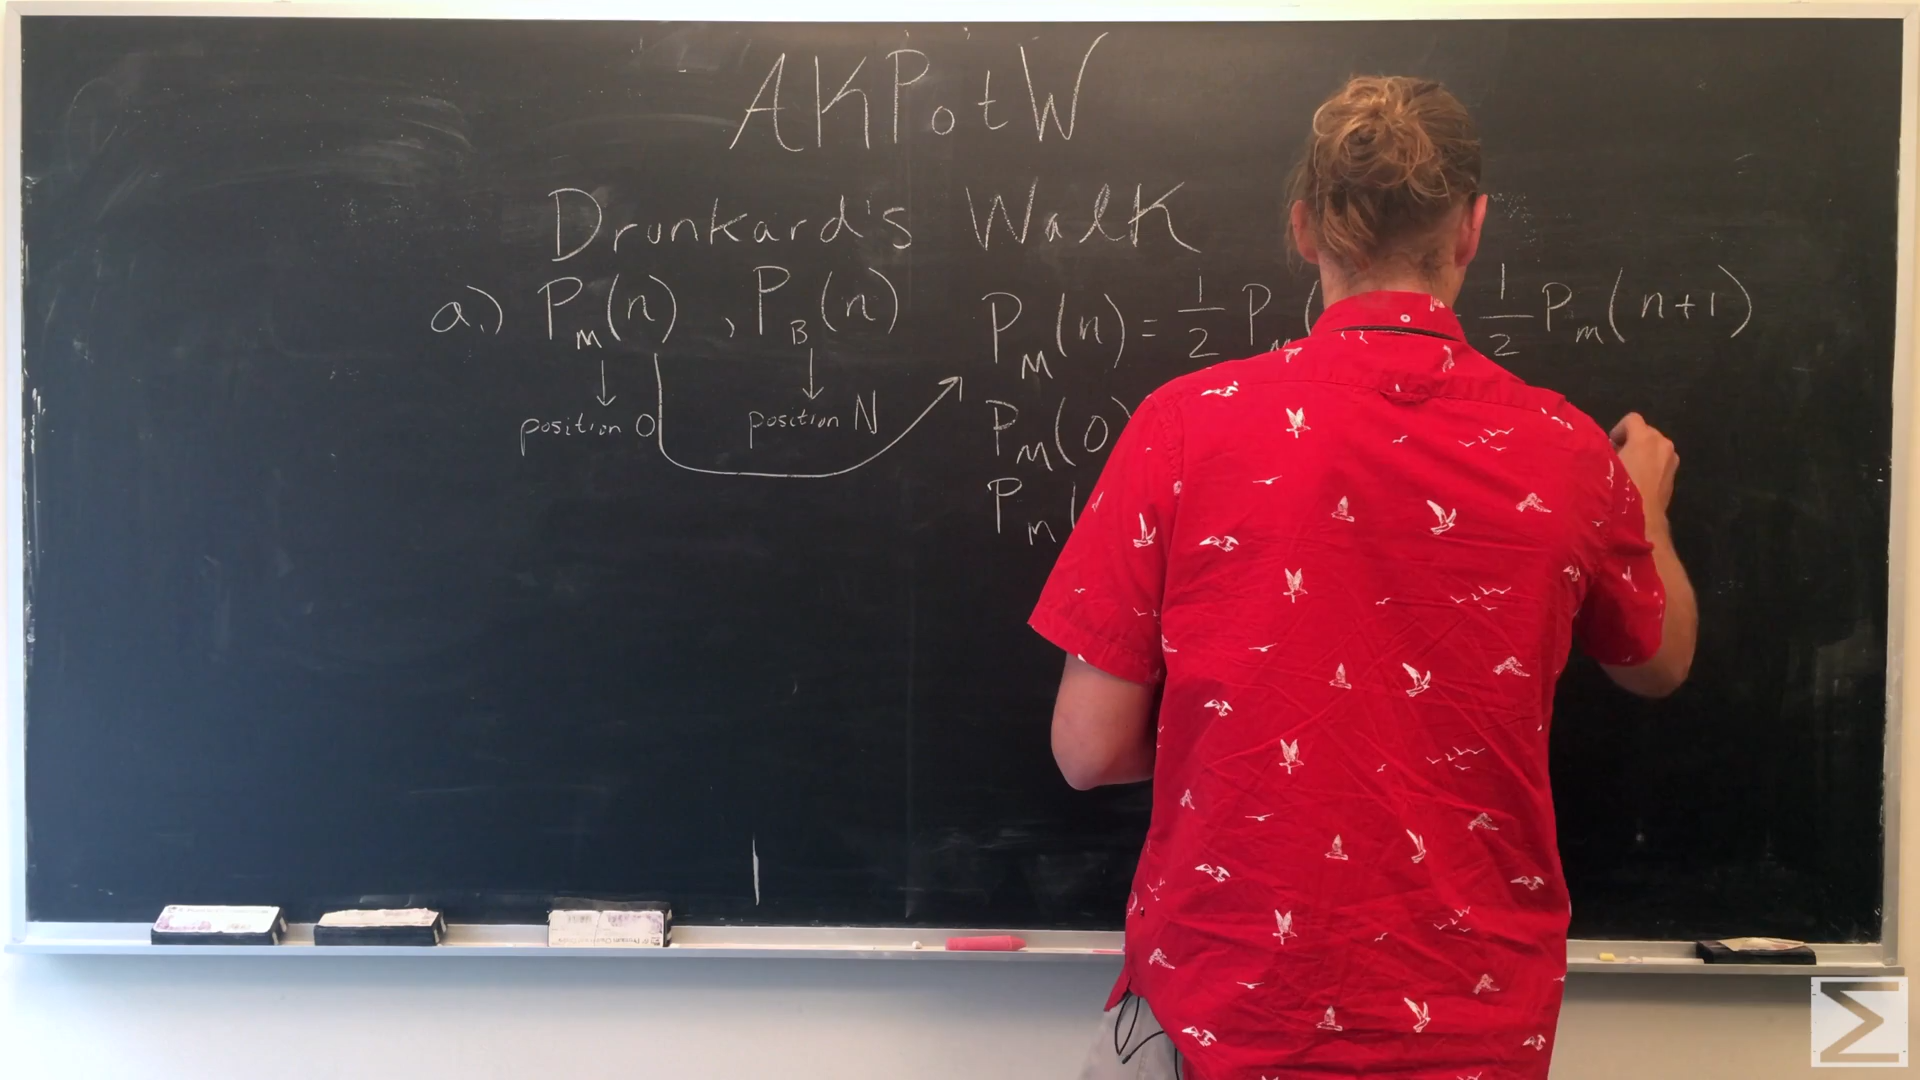 AKPotW
Drunkard's Walk
a.) P_M(n) , P_B(n)
position 0 position N
P_M(n) = 1/2 P_M( 1/2 P_m(n+1)
P_M(0)
P_M(
Σ